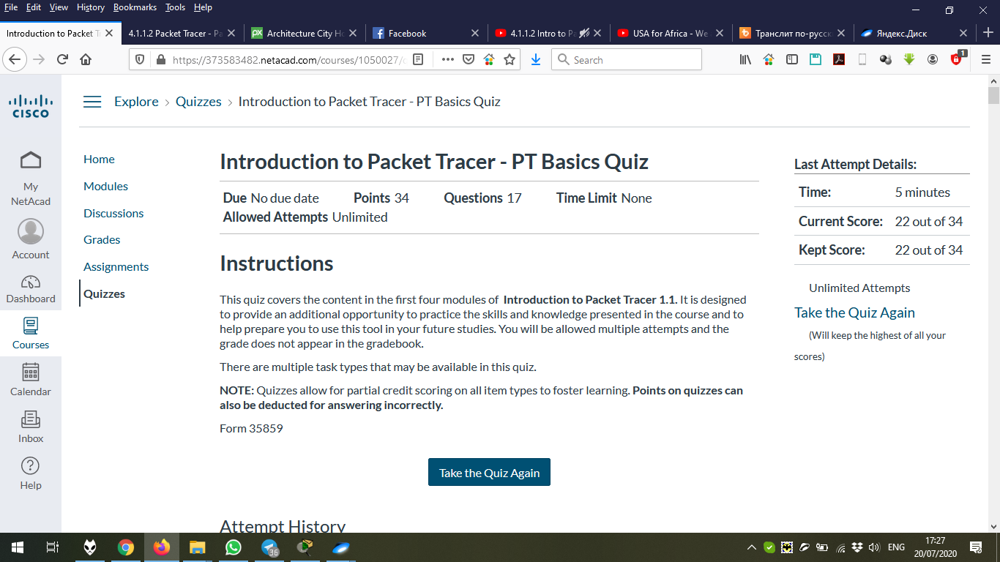 File Edit View History Bookmarks Tools Help
Introduction to Packet T
4.1.1.2 Packet Tracer - Pa
Architecture City H
Facebook
4.1.1.2 Intro to P
USA for Africa - We
Транслит по-русск
Яндекс.Диск
https://373583482.netacad.com/courses/1050027/
Search
1
CISCO
Explore > Quizzes > Introduction to Packet Tracer - PT Basics Quiz
My NetAcad
Account
Dashboard
Courses
Calendar
Inbox
Help
Home
Modules
Discussions
Grades
Assignments
Quizzes
Introduction to Packet Tracer - PT Basics Quiz
Due No due date Points 34 Questions 17 Time Limit None
Allowed Attempts Unlimited
Instructions
This quiz covers the content in the first four modules of Introduction to Packet Tracer 1.1. It is designed
to provide an additional opportunity to practice the skills and knowledge presented in the course and to
help prepare you to use this tool in your future studies. You will be allowed multiple attempts and the
grade does not appear in the gradebook.
There are multiple task types that may be available in this quiz.
NOTE: Quizzes allow for partial credit scoring on all item types to foster learning. Points on quizzes can
also be deducted for answering incorrectly.
Form 35859
Take the Quiz Again
Attempt History
Last Attempt Details:
Time: 5 minutes
Current Score: 22 out of 34
Kept Score: 22 out of 34
Unlimited Attempts
Take the Quiz Again
(Will keep the highest of all your
scores)
36
ENG
17:27
20/07/2020